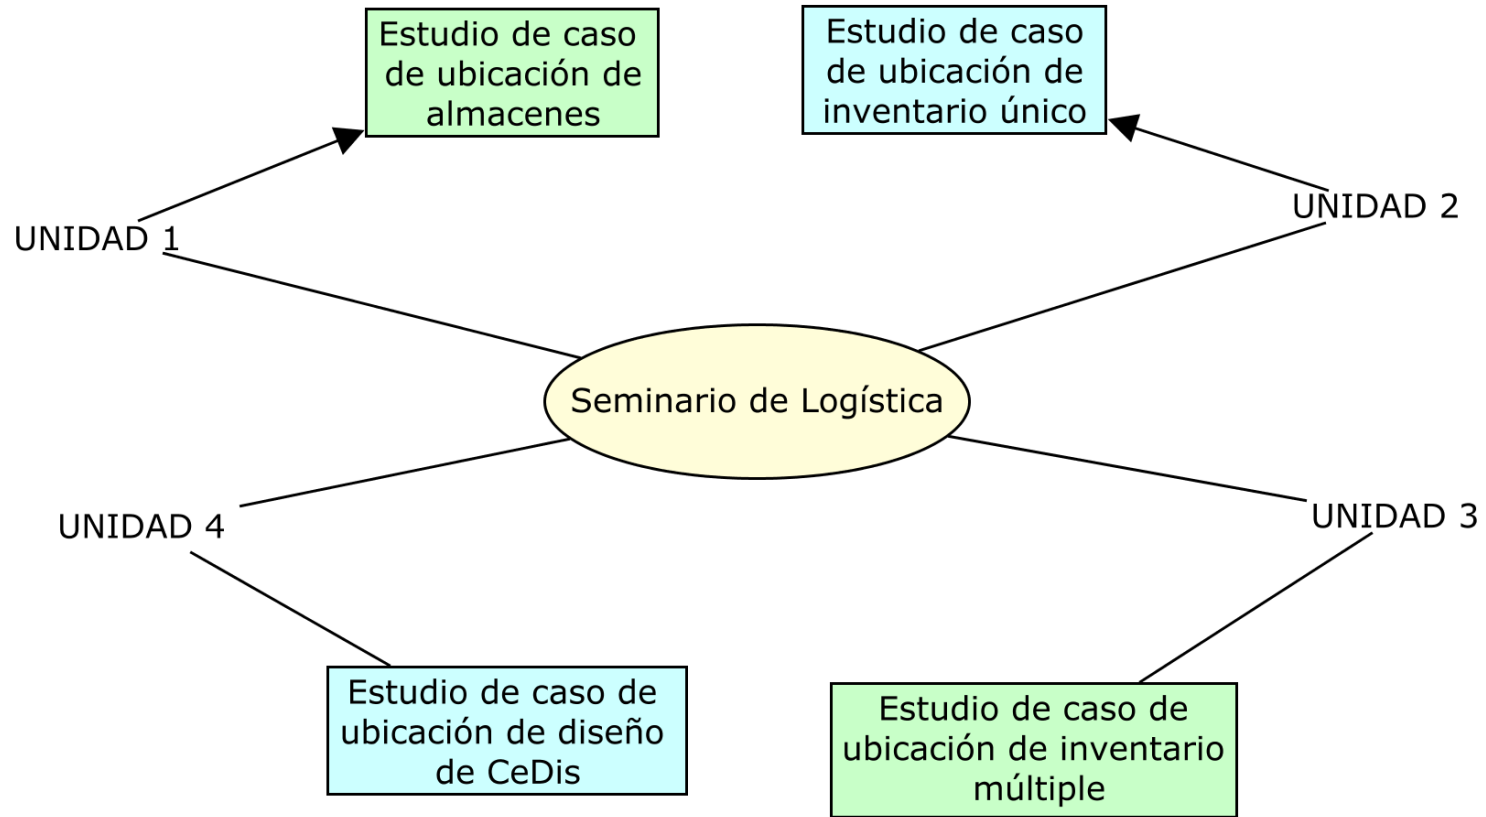 Estudio de caso
de ubicación de
almacenes
Estudio de caso
de ubicación de
inventario único
UNIDAD 1
UNIDAD 2
Seminario de Logística
UNIDAD 4
UNIDAD 3
Estudio de caso de
ubicación de diseño
de CeDis
Estudio de caso de
ubicación de inventario
múltiple